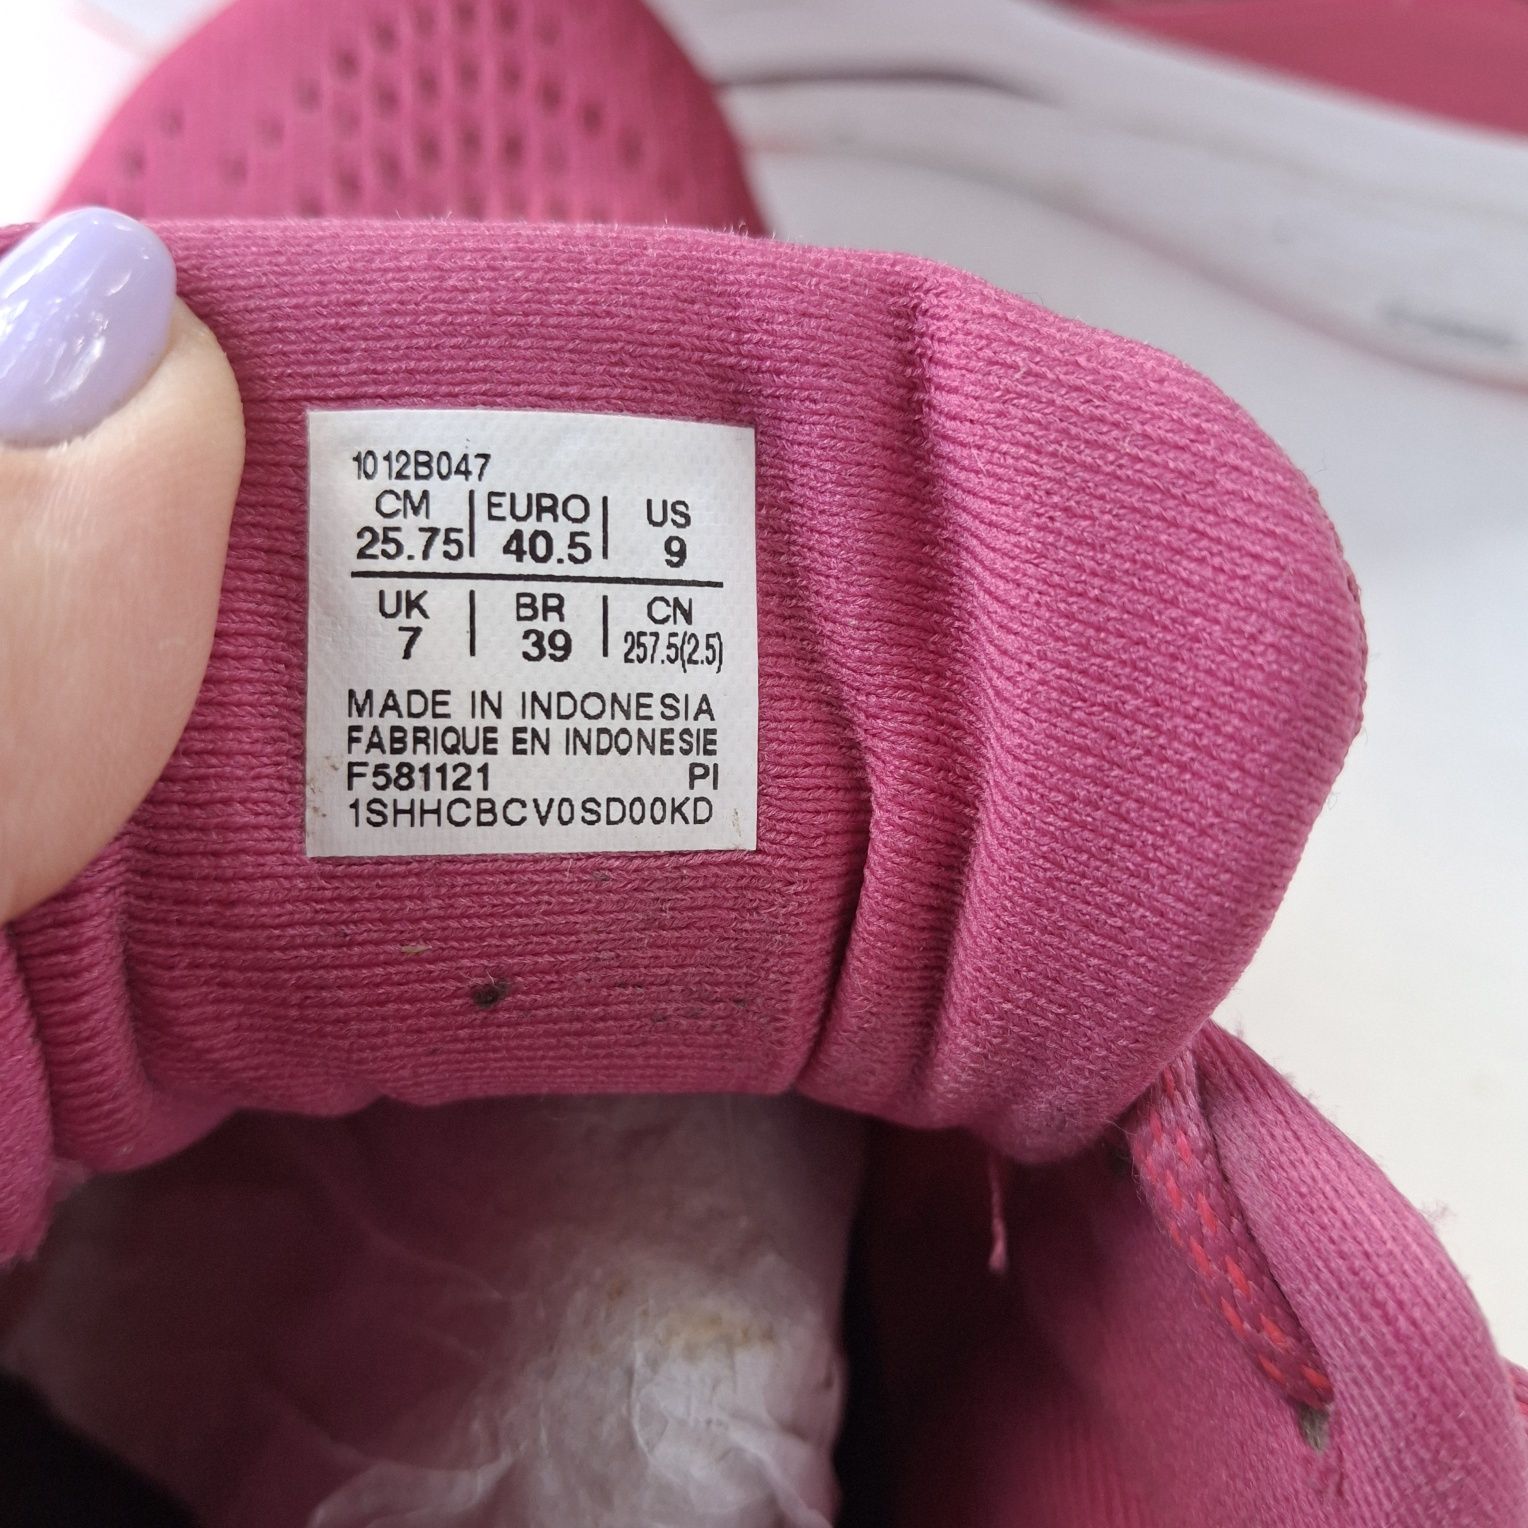 1012B047
CM | EURO | US
25.75 | 40.5 | 9
UK | BR | CN
7 | 39 | 257.5(2.5)
MADE IN INDONESIA
FABRIQUE EN INDONESIE
F581121 PI
1SHHCBCV0SD00KD